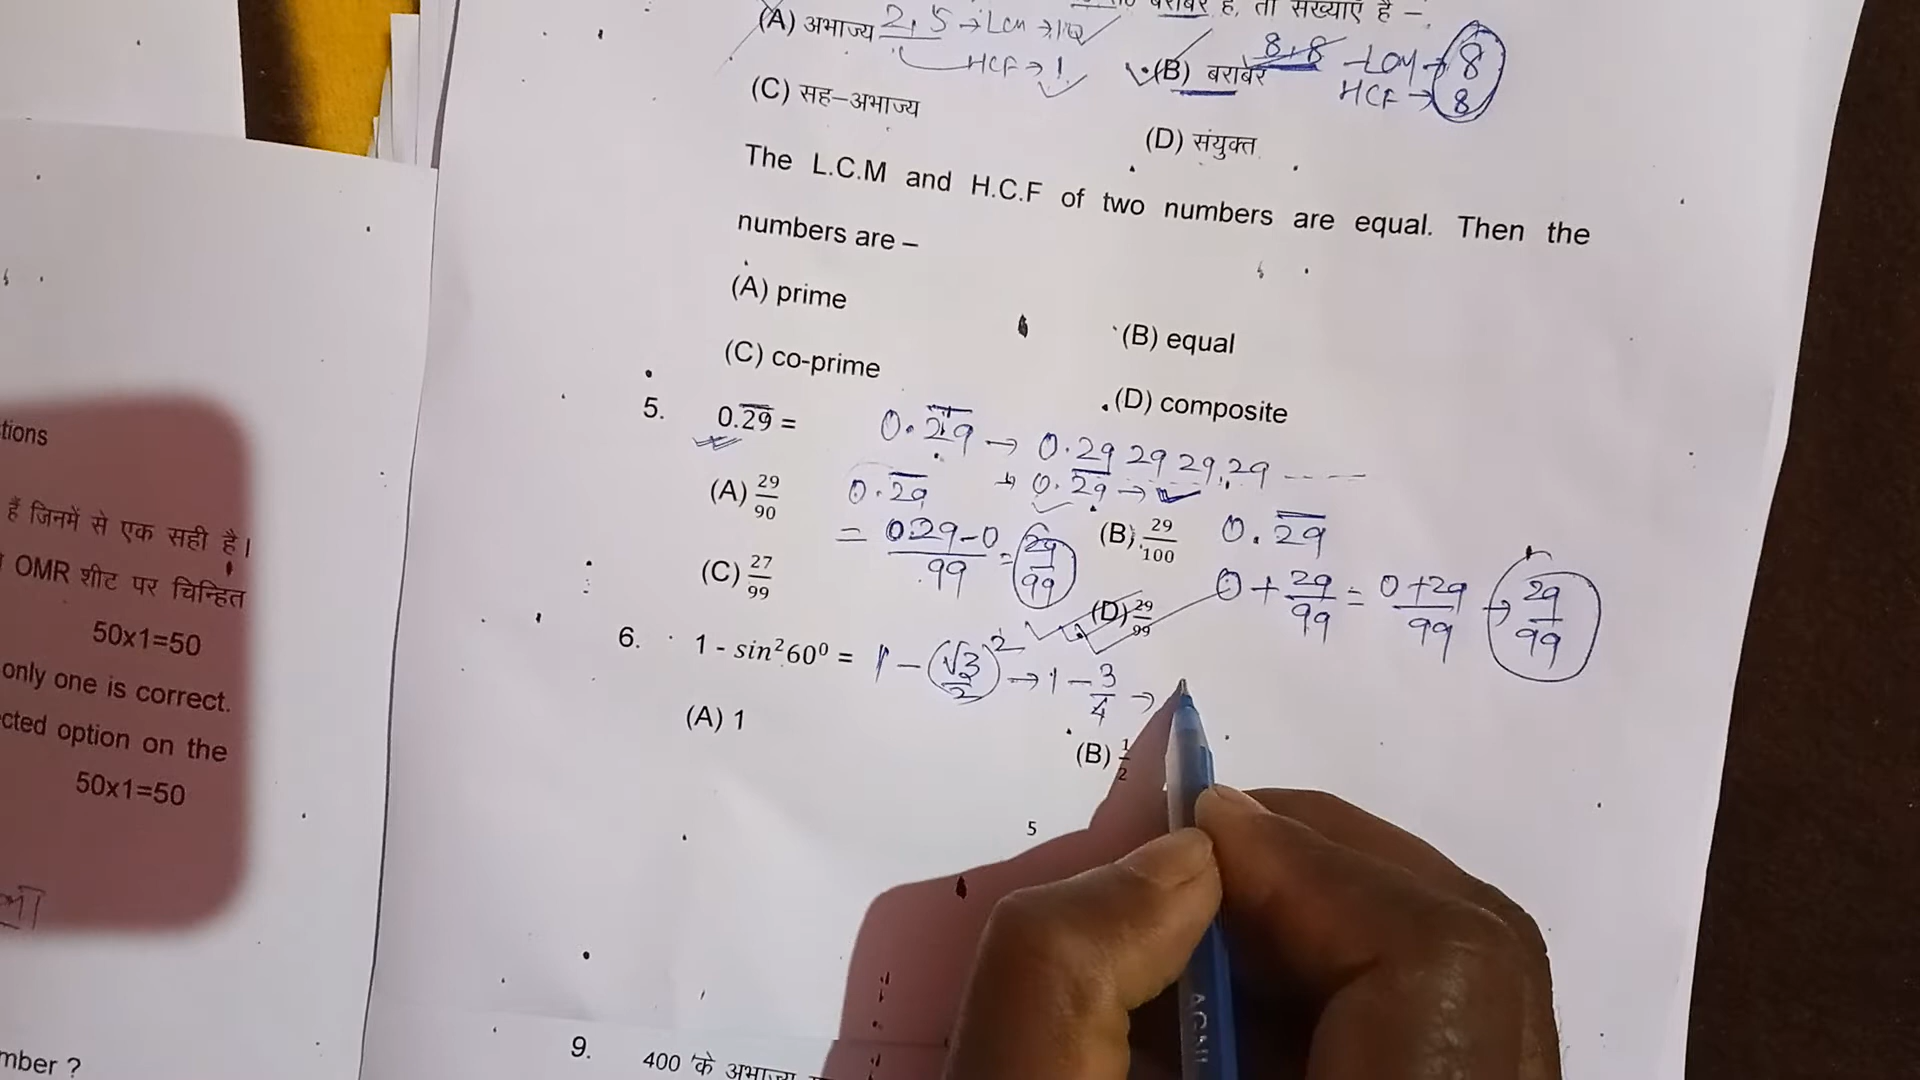 बराबर है, तो संख्याएँ हैं –
(A) अभाज्य 2, 5 → LCM → 10
HCF → 1
(B) बराबर 8, 8 – LCM → 8
HCF → 8
(C) सह–अभाज्य
(D) संयुक्त
The L.C.M and H.C.F of two numbers are equal. Then the
numbers are –
(A) prime
(B) equal
(C) co-prime
(D) composite
5. 0.2̅9̅ = 0.2̅9̅ → 0.29 29 29,29 -----
→ 0.2̅9̅ →
(A) 29/90
0.2̅9̅
= 029-0/99 = 29/99
(B) 29/100
0.2̅9̅
(C) 27/99
(D) 29/99
0 + 29/99 = 0+29/99 → 29/99
6. 1 - sin²60⁰ = 1 – (√3/2)² → 1 – 3/4 →
(A) 1
(B) 1/2
5
9. 400 के अभाज्य
tions
हैं जिनमें से एक सही है।
OMR शीट पर चिन्हित
50x1=50
only one is correct.
cted option on the
50x1=50
mber ?